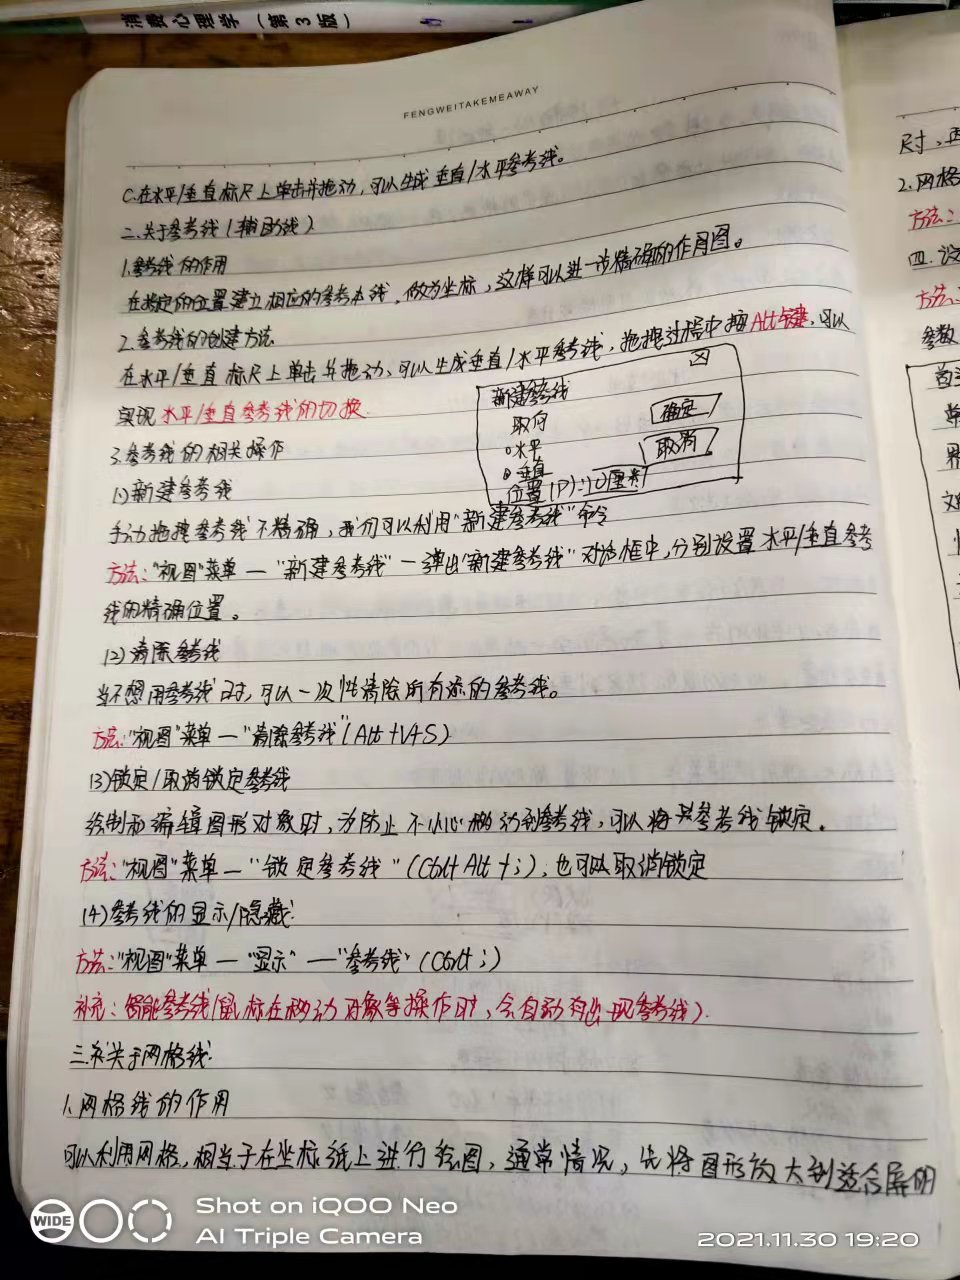 消费心理学（第3版）
FENGWEITAKEMEAWAY
C.在水平/垂直标尺上单击并拖动，可以生成垂直/水平参考线。
二.关于参考线（辅助线）
1.参考线的作用
在特定的位置建立相应的参考线，做为坐标，这样可以进一步精确的作用图。
2.参考线的创建方法
在水平/垂直标尺上单击并拖动，可以生成垂直/水平参考线，拖拽过程中按Alt键，可以
实现水平/垂直参考线的切换.
新建参考线
取向
水平
垂直
位置(P):
厘米
确定
取消
3.参考线的相关操作
(1)新建参考线
手动拖拽参考线不精确，我们可以利用"新建参考线"命令
方法："视图"菜单—"新建参考线"—弹出"新建参考线"对话框中，分别设置水平/垂直参考
线的精确位置。
(2)清除参考线
当不想用参考线时，可以一次性清除所有添的参考线。
方法："视图"菜单—"清除参考线"(Alt+V+S)
(3)锁定/取消锁定参考线
绘制和编辑图形对象时，为防止不小心移动到参考线，可以将参考线锁定。
方法："视图"菜单—"锁定参考线"(Ctrl+Alt+;)，也可以取消锁定
(4)参考线的显示/隐藏
方法："视图"菜单—"显示"—"参考线"(Ctrl+;)
补充：智能参考线(鼠标在移动对象等操作时，会自动的出现参考线).
三.关于网格线
1.网格线的作用
可以利用网格，相当于在坐标纸上进行绘图，通常情况，先将图形放大到适合屏的
尺寸，再
2.网格
方法：
四.设
方法：
参数
Shot on iQOO Neo
AI Triple Camera
WIDE
2021.11.30 19:20